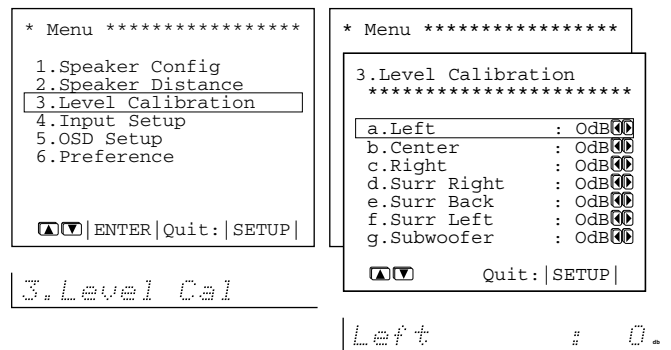 * Menu *****************
1.Speaker Config
2.Speaker Distance
3.Level Calibration
4.Input Setup
5.OSD Setup
6.Preference
▲▼|ENTER|Quit:|SETUP|
3.Level Cal
* Menu *****************
3.Level Calibration
***********************
a.Left : OdB◀▶
b.Center : OdB◀▶
c.Right : OdB◀▶
d.Surr Right : OdB◀▶
e.Surr Back : OdB◀▶
f.Surr Left : OdB◀▶
g.Subwoofer : OdB◀▶
▲▼ Quit:|SETUP|
Left : 0.